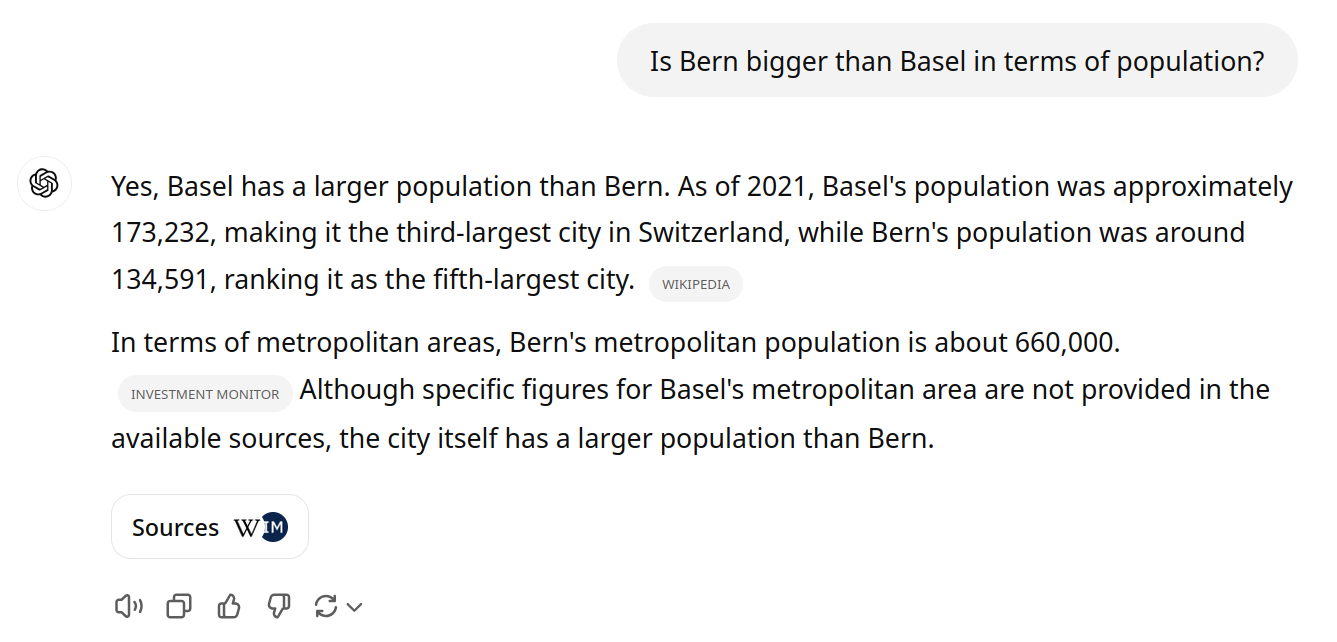 Is Bern bigger than Basel in terms of population?
Yes, Basel has a larger population than Bern. As of 2021, Basel's population was approximately
173,232, making it the third-largest city in Switzerland, while Bern's population was around
134,591, ranking it as the fifth-largest city. WIKIPEDIA
In terms of metropolitan areas, Bern's metropolitan population is about 660,000.
INVESTMENT MONITOR Although specific figures for Basel's metropolitan area are not provided in the
available sources, the city itself has a larger population than Bern.
Sources W IM